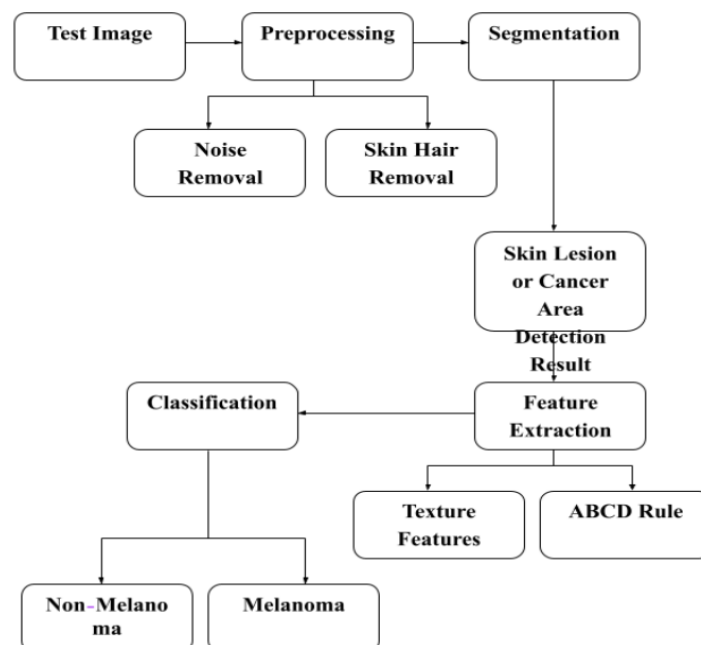 Test Image
Preprocessing
Segmentation
Noise
Removal
Skin Hair
Removal
Skin Lesion
or Cancer
Area
Detection
Result
Classification
Feature
Extraction
Texture
Features
ABCD Rule
Non-Melano
ma
Melanoma